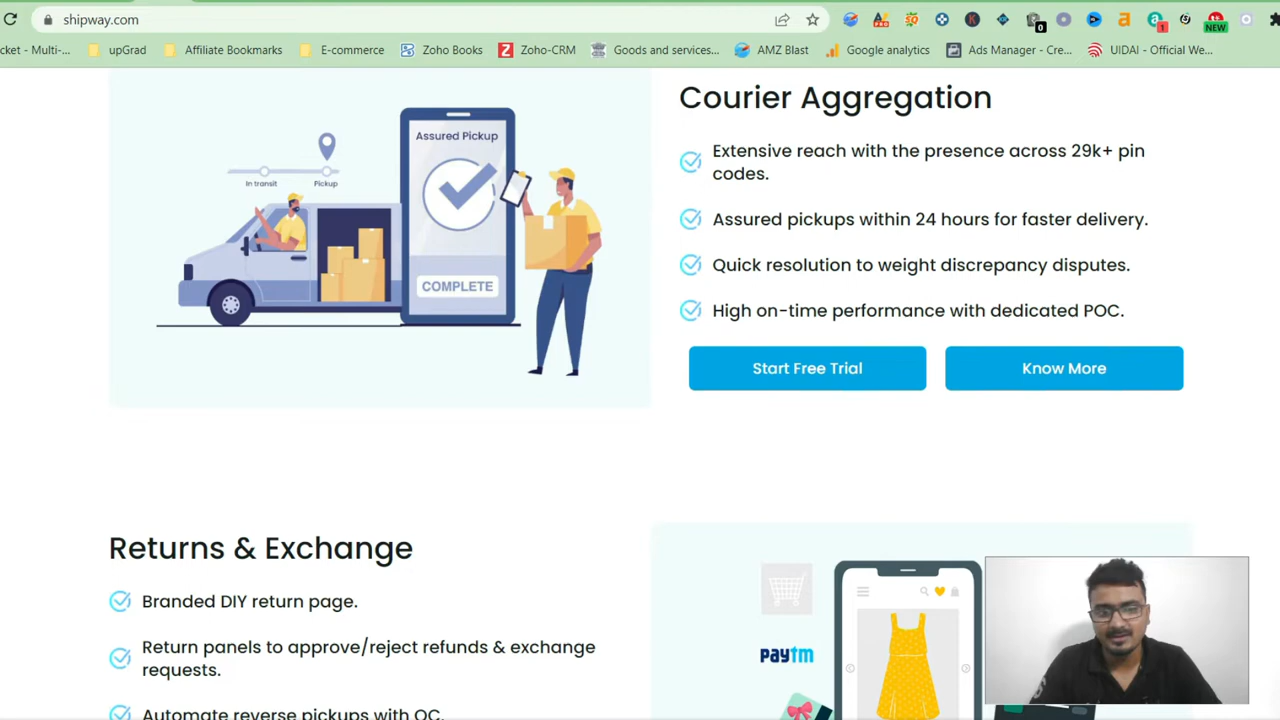 shipway.com
0
1
NEW
cket - Multi-...
upGrad
Affiliate Bookmarks
E-commerce
Zoho Books
Zoho-CRM
Goods and services...
AMZ Blast
Google analytics
Ads Manager - Cre...
UIDAI - Official We...
Assured Pickup
In transit
Pickup
COMPLETE
Courier Aggregation
Extensive reach with the presence across 29k+ pin
codes.
Assured pickups within 24 hours for faster delivery.
Quick resolution to weight discrepancy disputes.
High on-time performance with dedicated POC.
Start Free Trial
Know More
Returns & Exchange
Branded DIY return page.
Return panels to approve/reject refunds & exchange
requests.
Automate reverse pickups with QC.
paytm